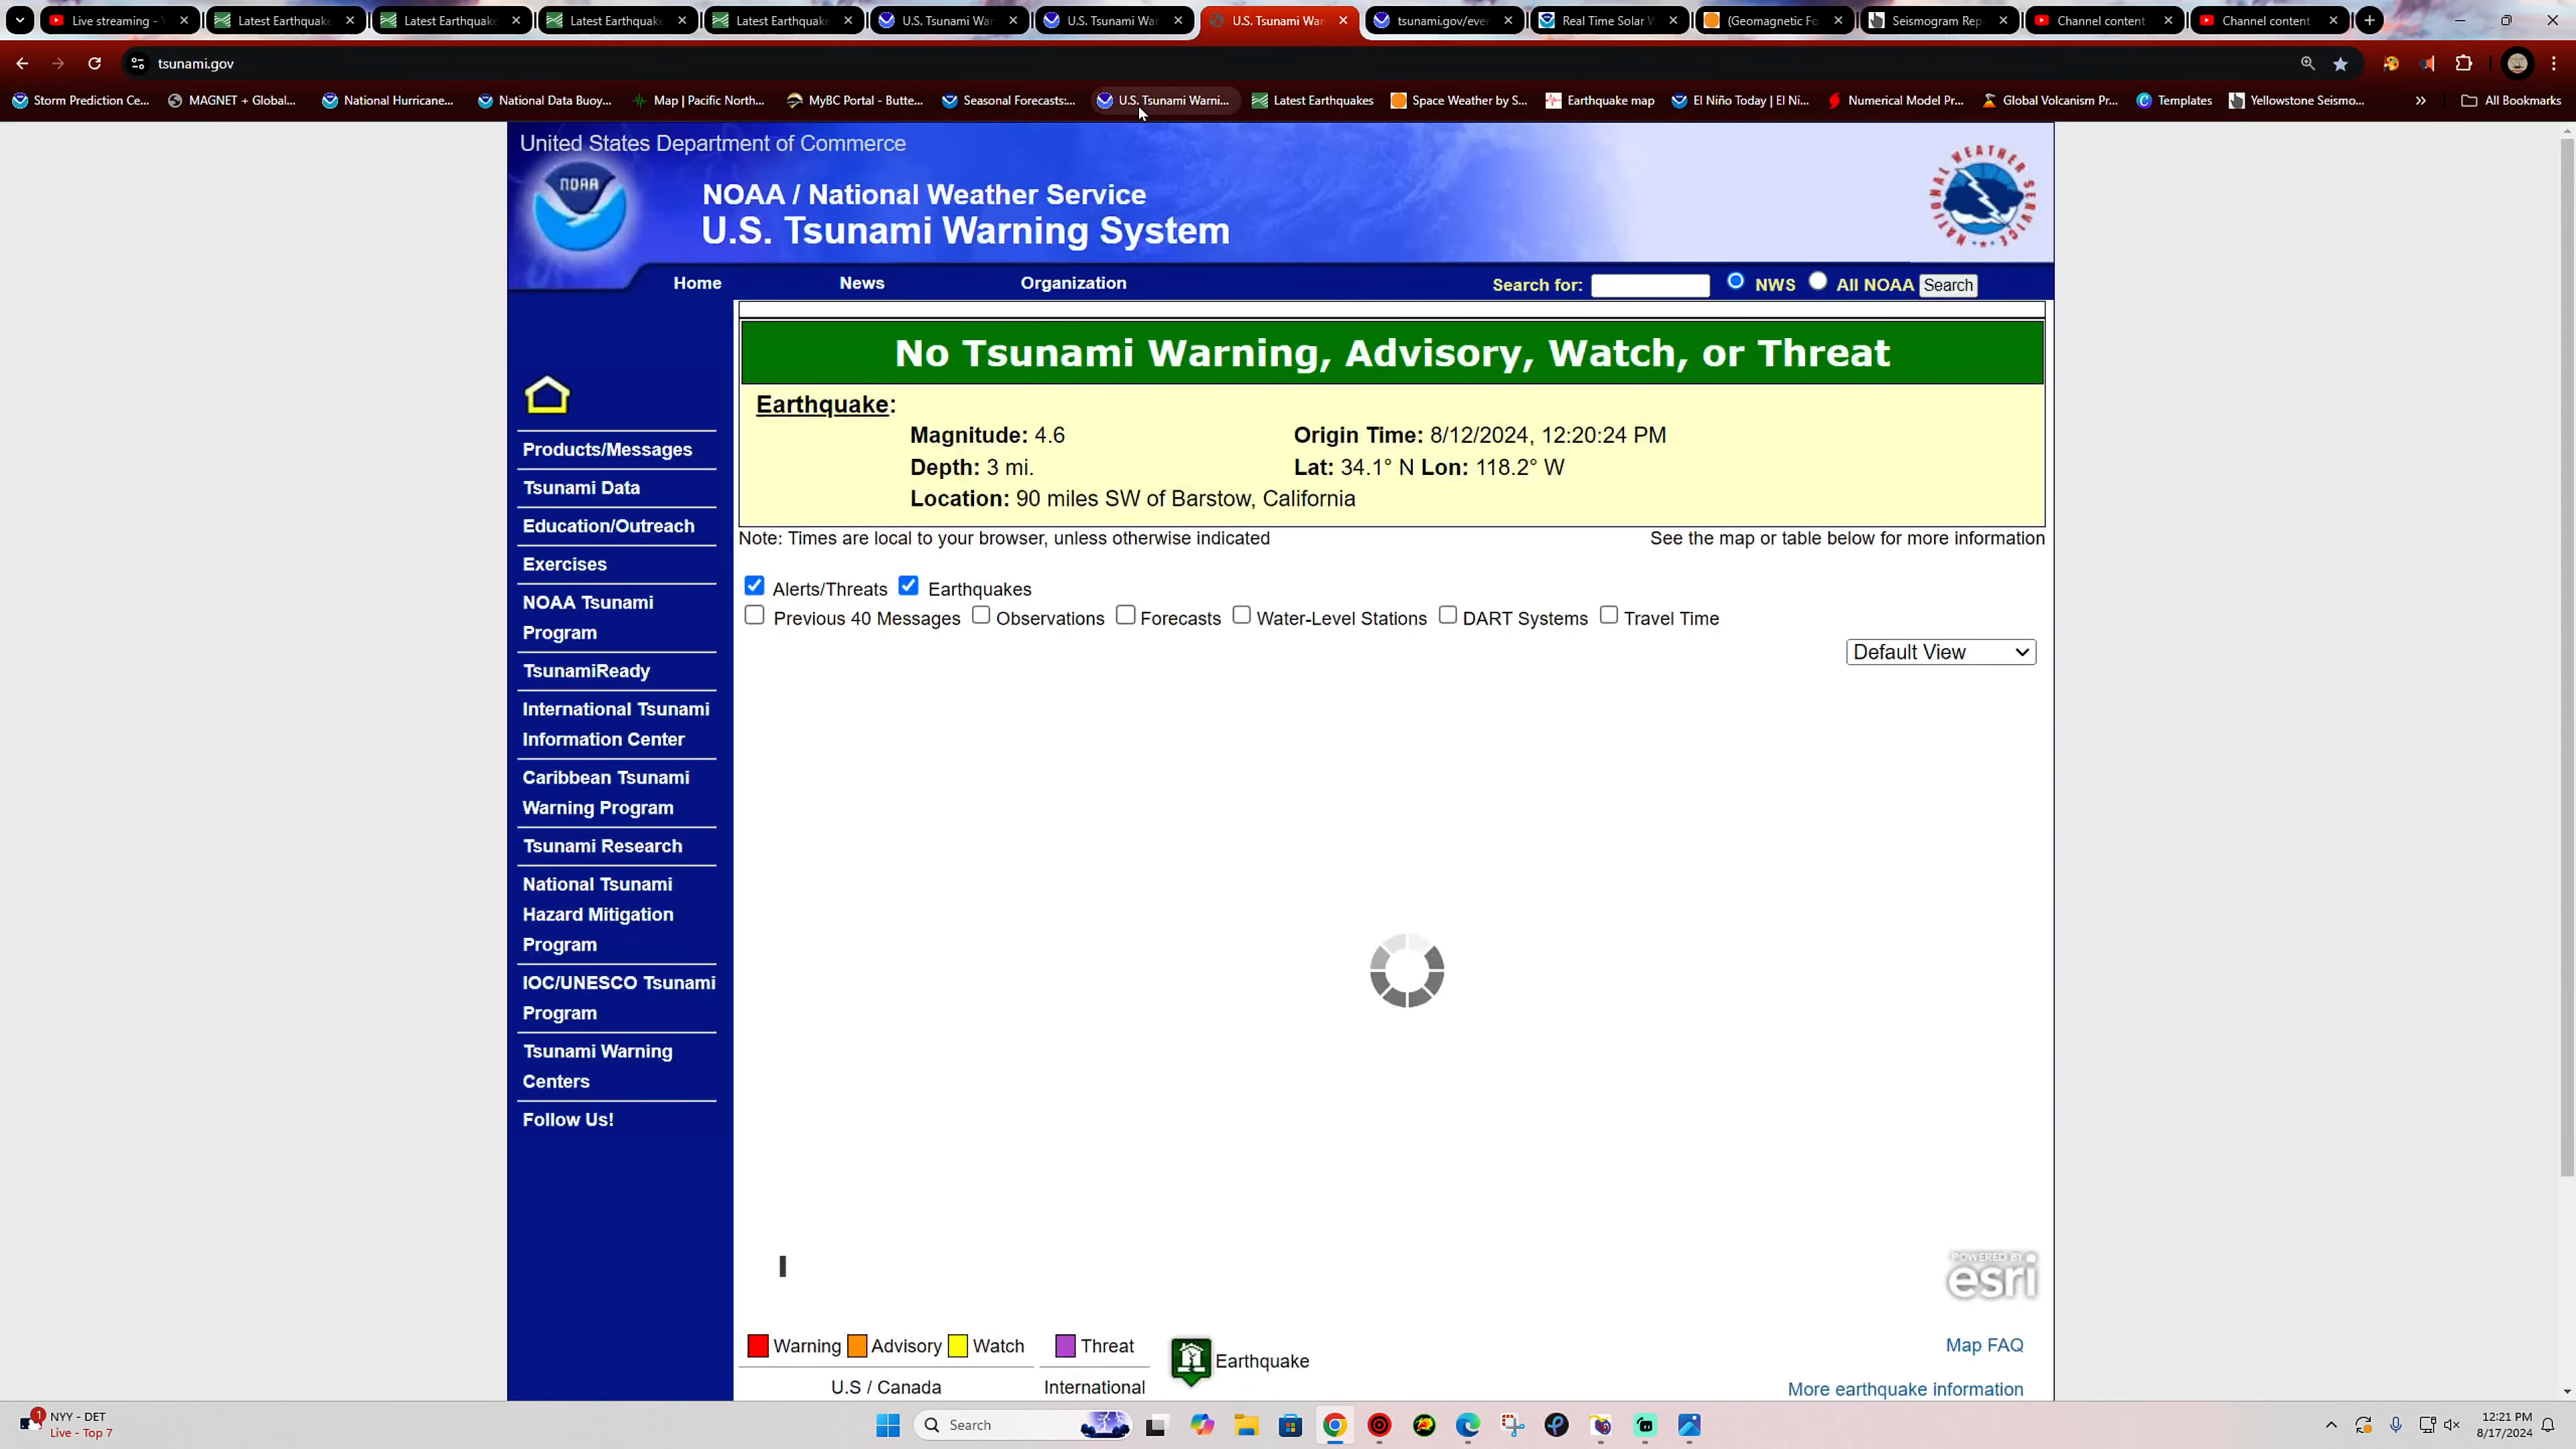 Live streaming - Y
Latest Earthquake
Latest Earthquake
Latest Earthquake
Latest Earthquake
U.S. Tsunami War
U.S. Tsunami War
U.S. Tsunami War
tsunami.gov/ever
Real Time Solar W
(Geomagnetic Fo
Seismogram Rep
Channel content
Channel content
tsunami.gov
Storm Prediction Ce...
MAGNET + Global...
National Hurricane...
National Data Buoy...
Map | Pacific North...
MyBC Portal - Butte...
Seasonal Forecasts:...
U.S. Tsunami Warni...
Latest Earthquakes
Space Weather by S...
Earthquake map
El Niño Today | El Ni...
Numerical Model Pr...
Global Volcanism Pr...
Templates
Yellowstone Seismo...
All Bookmarks
United States Department of Commerce
NOAA
NOAA / National Weather Service
U.S. Tsunami Warning System
NATIONAL WEATHER SERVICE
Home News Organization Search for: NWS All NOAA Search
No Tsunami Warning, Advisory, Watch, or Threat
Earthquake:
Magnitude: 4.6 Origin Time: 8/12/2024, 12:20:24 PM
Depth: 3 mi. Lat: 34.1° N Lon: 118.2° W
Location: 90 miles SW of Barstow, California
Note: Times are local to your browser, unless otherwise indicated See the map or table below for more information
Alerts/Threats Earthquakes
Previous 40 Messages Observations Forecasts Water-Level Stations DART Systems Travel Time
Default View
Products/Messages
Tsunami Data
Education/Outreach
Exercises
NOAA Tsunami
Program
TsunamiReady
International Tsunami
Information Center
Caribbean Tsunami
Warning Program
Tsunami Research
National Tsunami
Hazard Mitigation
Program
IOC/UNESCO Tsunami
Program
Tsunami Warning
Centers
Follow Us!
POWERED BY
esri
Warning Advisory Watch Threat Earthquake Map FAQ
U.S / Canada International More earthquake information
1
NYY - DET
Live - Top 7
Search
12:21 PM
8/17/2024